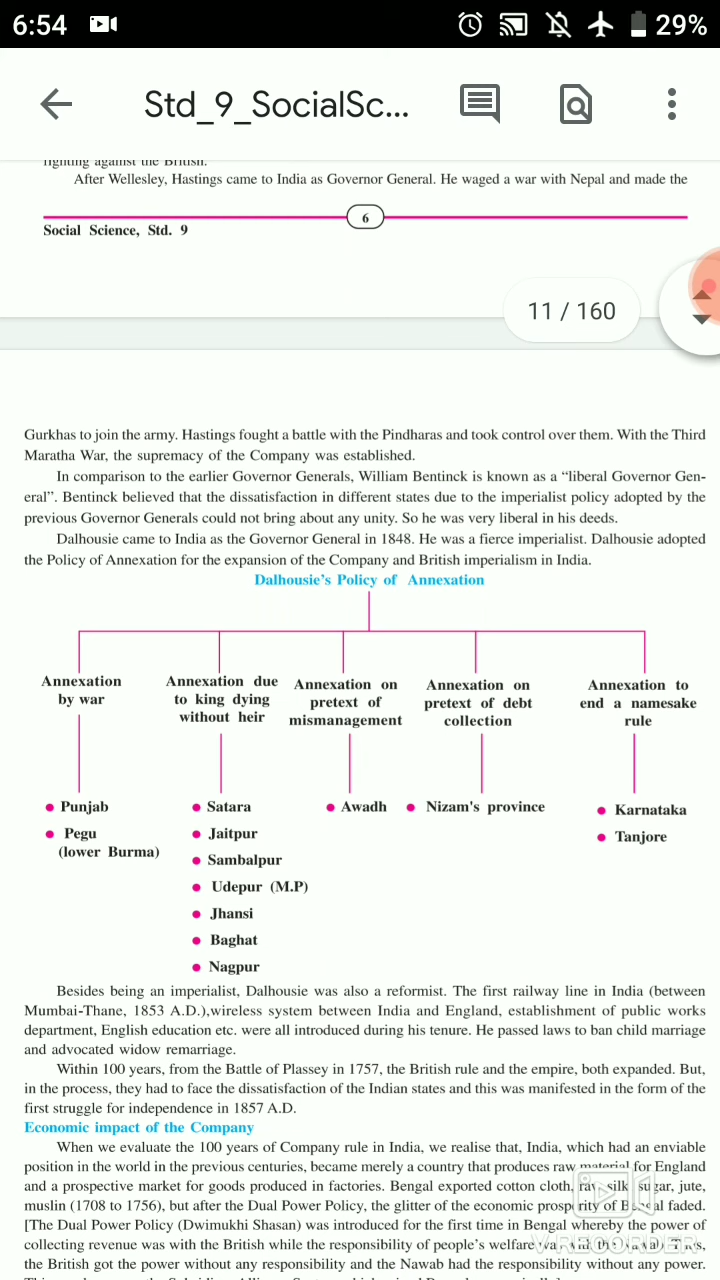 6:54
29%
Std_9_SocialSc...
fighting against the British.
After Wellesley, Hastings came to India as Governor General. He waged a war with Nepal and made the
6
Social Science, Std. 9
11 / 160
Gurkhas to join the army. Hastings fought a battle with the Pindharas and took control over them. With the Third
Maratha War, the supremacy of the Company was established.
In comparison to the earlier Governor Generals, William Bentinck is known as a “liberal Governor Gen-
eral”. Bentinck believed that the dissatisfaction in different states due to the imperialist policy adopted by the
previous Governor Generals could not bring about any unity. So he was very liberal in his deeds.
Dalhousie came to India as the Governor General in 1848. He was a fierce imperialist. Dalhousie adopted
the Policy of Annexation for the expansion of the Company and British imperialism in India.
Dalhousie’s Policy of Annexation
Annexation
by war
• Punjab
• Pegu
(lower Burma)
Annexation due
to king dying
without heir
• Satara
• Jaitpur
• Sambalpur
• Udepur (M.P)
• Jhansi
• Baghat
• Nagpur
Annexation on
pretext of
mismanagement
• Awadh
Annexation on
pretext of debt
collection
• Nizam's province
Annexation to
end a namesake
rule
• Karnataka
• Tanjore
Besides being an imperialist, Dalhousie was also a reformist. The first railway line in India (between
Mumbai-Thane, 1853 A.D.),wireless system between India and England, establishment of public works
department, English education etc. were all introduced during his tenure. He passed laws to ban child marriage
and advocated widow remarriage.
Within 100 years, from the Battle of Plassey in 1757, the British rule and the empire, both expanded. But,
in the process, they had to face the dissatisfaction of the Indian states and this was manifested in the form of the
first struggle for independence in 1857 A.D.
Economic impact of the Company
When we evaluate the 100 years of Company rule in India, we realise that, India, which had an enviable
position in the world in the previous centuries, became merely a country that produces raw material for England
and a prospective market for goods produced in factories. Bengal exported cotton cloth, raw silk, sugar, jute,
muslin (1708 to 1756), but after the Dual Power Policy, the glitter of the economic prosperity of Bengal faded.
[The Dual Power Policy (Dwimukhi Shasan) was introduced for the first time in Bengal whereby the power of
collecting revenue was with the British while the responsibility of people’s welfare was with the Nawab. Thus,
the British got the power without any responsibility and the Nawab had the responsibility without any power.
VRECORDER